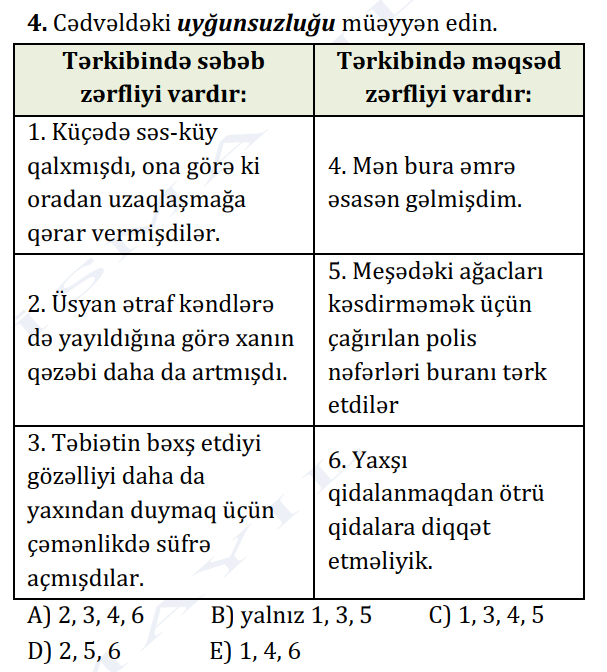 4. Cədvəldəki uyğunsuzluğu müəyyən edin.
Tərkibində səbəb
zərfliyi vardır:
Tərkibində məqsəd
zərfliyi vardır:
1. Küçədə səs-küy
qalxmışdı, ona görə ki
oradan uzaqlaşmağa
qərar vermişdilər.
4. Mən bura əmrə
əsasən gəlmişdim.
2. Üsyan ətraf kəndlərə
də yayıldığına görə xanın
qəzəbi daha da artmışdı.
5. Meşədəki ağacları
kəsdirməmək üçün
çağırılan polis
nəfərləri buranı tərk
etdilər
3. Təbiətin bəxş etdiyi
gözəlliyi daha da
yaxından duymaq üçün
çəmənlikdə süfrə
açmışdılar.
6. Yaxşı
qidalanmaqdan ötrü
qidalara diqqət
etməliyik.
A) 2, 3, 4, 6 B) yalnız 1, 3, 5 C) 1, 3, 4, 5
D) 2, 5, 6 E) 1, 4, 6